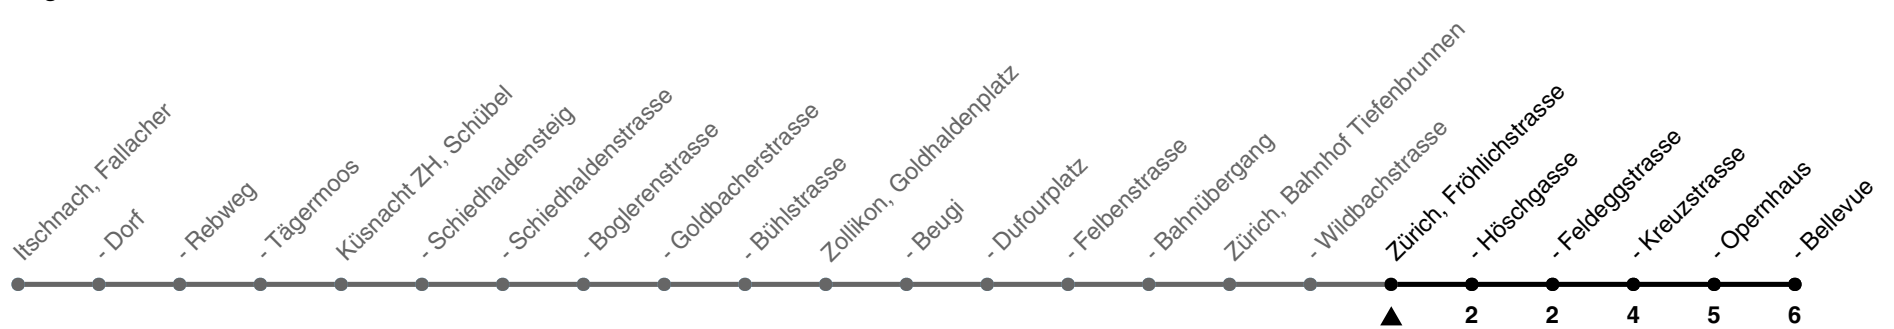 Itschnach, Fallacher
- Dorf
- Rebweg
- Tägermoos
Küsnacht ZH, Schübel
- Schiedhaldensteig
- Schiedhaldenstrasse
- Boglerenstrasse
- Goldbacherstrasse
- Bühlstrasse
Zollikon, Goldhaldenplatz
- Beugi
- Dufourplatz
- Felbenstrasse
- Bahnübergang
Zürich, Bahnhof Tiefenbrunnen
- Wildbachstrasse
Zürich, Fröhlichstrasse
- Höschgasse
- Feldeggstrasse
- Kreuzstrasse
- Opernhaus
- Bellevue
2 2 4 5 6